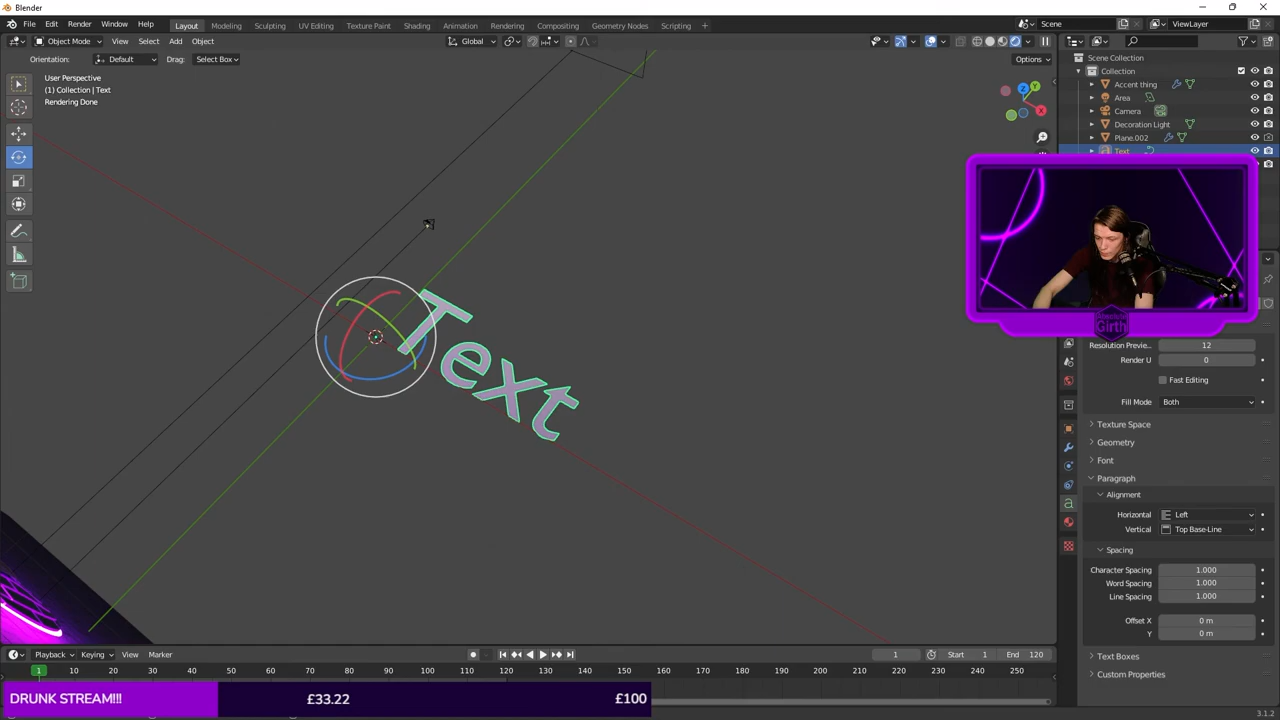 Blender
File Edit Render Window Help
Layout Modeling Sculpting UV Editing Texture Paint Shading Animation Rendering Compositing Geometry Nodes Scripting +
Scene
ViewLayer
Object Mode View Select Add Object
Global
Orientation: Default Drag: Select Box
Options
User Perspective
(1) Collection | Text
Rendering Done
Z
Y
X
Text
Scene Collection
Collection
Accent thing
Area
Camera
Decoration Light
Plane.002
Text
Girth
Resolution Previe... 12
Render U 0
Fast Editing
Fill Mode Both
Texture Space
Geometry
Font
Paragraph
Alignment
Horizontal Left
Vertical Top Base-Line
Spacing
Character Spacing 1.000
Word Spacing 1.000
Line Spacing 1.000
Offset X 0 m
Y 0 m
Text Boxes
Custom Properties
Playback Keying View Marker
1 Start 1 End 120
1 10 20 30 40 50 60 70 80 90 100 110 120 130 140 150 160 170 180 190 200 210 220 230 240 250
DRUNK STREAM!!! £33.22 £100
3.1.2